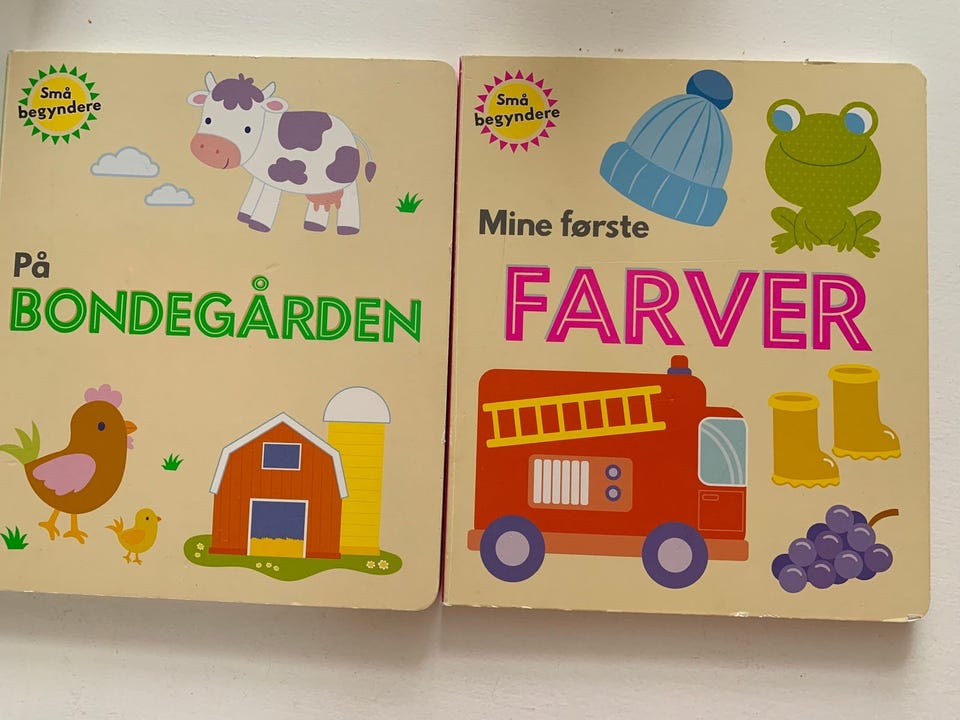 Små
begyndere
På
BONDEGÅRDEN
Små
begyndere
Mine første
FARVER